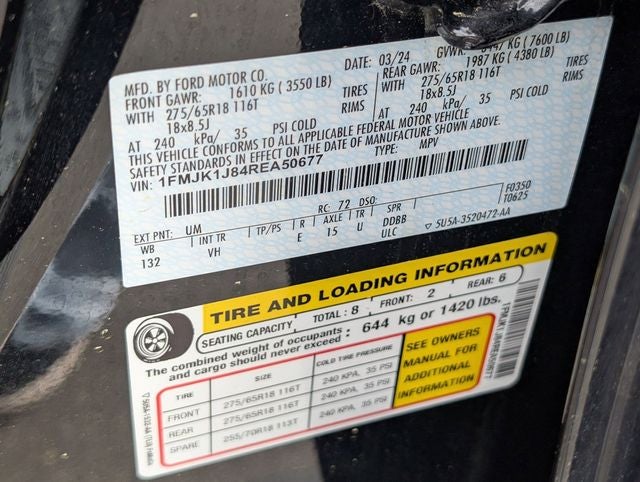 MFD. BY FORD MOTOR CO.
DATE: 03/24 GVWR: 3447 KG (7600 LB)
FRONT GAWR: 1610 KG (3550 LB) REAR GAWR: 1987 KG (4380 LB)
WITH 275/65R18 116T TIRES WITH 275/65R18 116T TIRES
18x8.5J RIMS 18x8.5J RIMS
AT 240 kPa/ 35 PSI COLD AT 240 kPa/ 35 PSI COLD
THIS VEHICLE CONFORMS TO ALL APPLICABLE FEDERAL MOTOR VEHICLE
SAFETY STANDARDS IN EFFECT ON THE DATE OF MANUFACTURE SHOWN ABOVE.
VIN: 1FMJK1J84REA50677 TYPE: MPV
F0350
T0625
EXT PNT: UM RC: 72 DSO:
WB INT TR TP/PS R AXLE TR SPR
132 VH E 15 U DDBB
ULC
▽ 5U5A-3520472-AA
TIRE AND LOADING INFORMATION
SEATING CAPACITY TOTAL: 8 FRONT: 2 REAR: 6
The combined weight of occupants and cargo should never exceed: 644 kg or 1420 lbs.
TIRE SIZE COLD TIRE PRESSURE
FRONT 275/65R18 116T 240 KPA, 35 PSI
REAR 275/65R18 116T 240 KPA, 35 PSI
SPARE 255/70R18 113T 240 KPA, 35 PSI
SEE OWNERS
MANUAL FOR
ADDITIONAL
INFORMATION